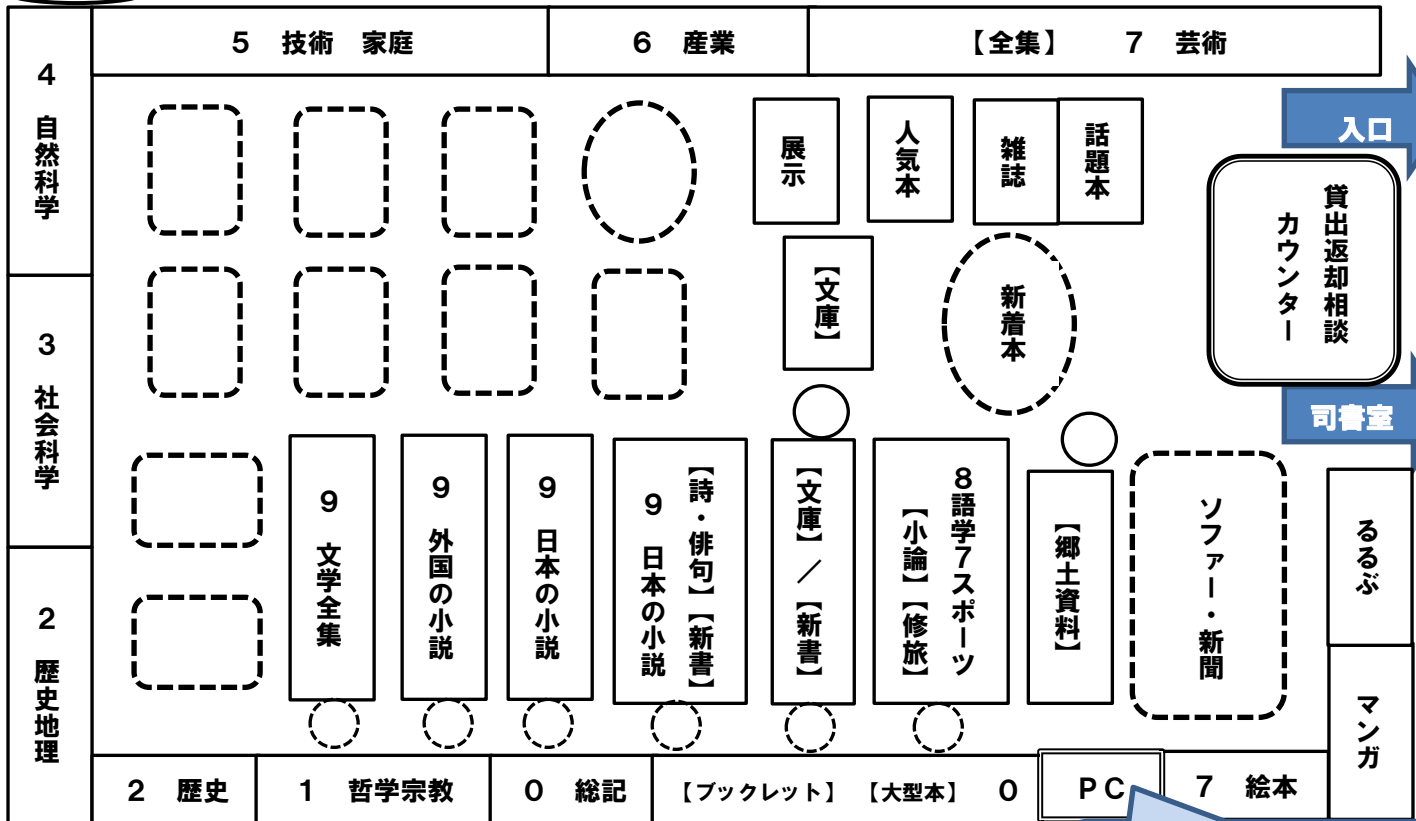 ５　技術　家庭
６　産業
【全集】　７　芸術
４　自然科学
３　社会科学
２　歴史地理
展示
人気本
雑誌
話題本
入口
貸出返却相談
カウンター
【文庫】
新着本
司書室
９　文学全集
９　外国の小説
９　日本の小説
【詩・俳句】【新書】
９　日本の小説
【文庫】／【新書】
８語学７スポーツ
【小論】【修旅】
【郷土資料】
ソファー・新聞
るるぶ
マンガ
２　歴史
１　哲学宗教
０　総記
【ブックレット】　【大型本】　０
ＰＣ
７　絵本